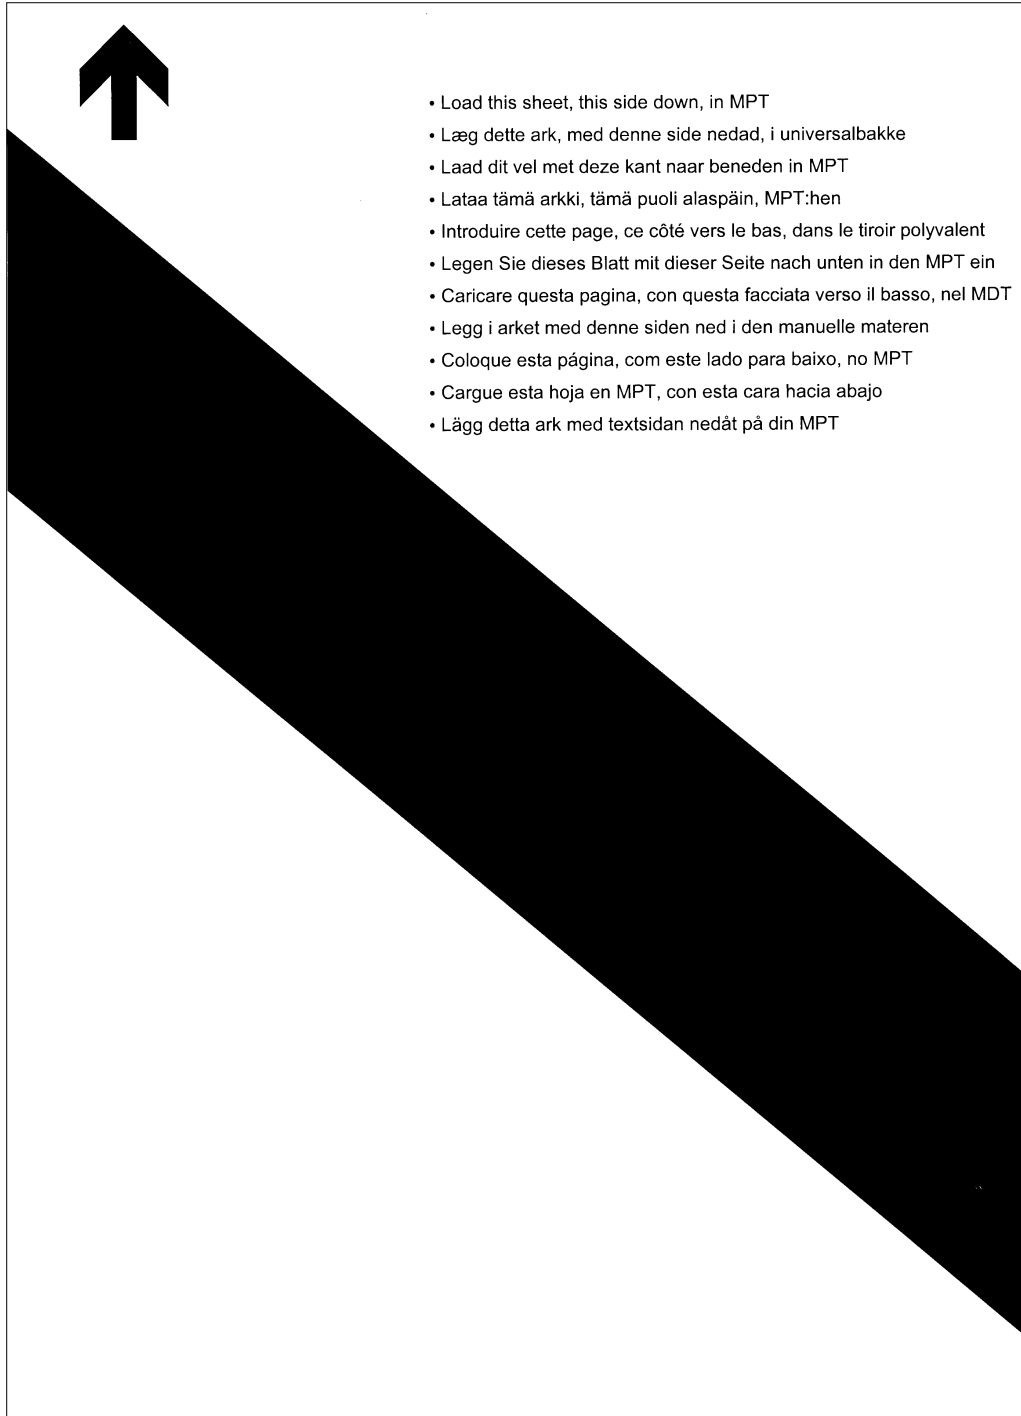 • Load this sheet, this side down, in MPT
• Læg dette ark, med denne side nedad, i universalbakke
• Laad dit vel met deze kant naar beneden in MPT
• Lataa tämä arkki, tämä puoli alaspäin, MPT:hen
• Introduire cette page, ce côté vers le bas, dans le tiroir polyvalent
• Legen Sie dieses Blatt mit dieser Seite nach unten in den MPT ein
• Caricare questa pagina, con questa facciata verso il basso, nel MDT
• Legg i arket med denne siden ned i den manuelle materen
• Coloque esta página, com este lado para baixo, no MPT
• Cargue esta hoja en MPT, con esta cara hacia abajo
• Lägg detta ark med textsidan nedåt på din MPT